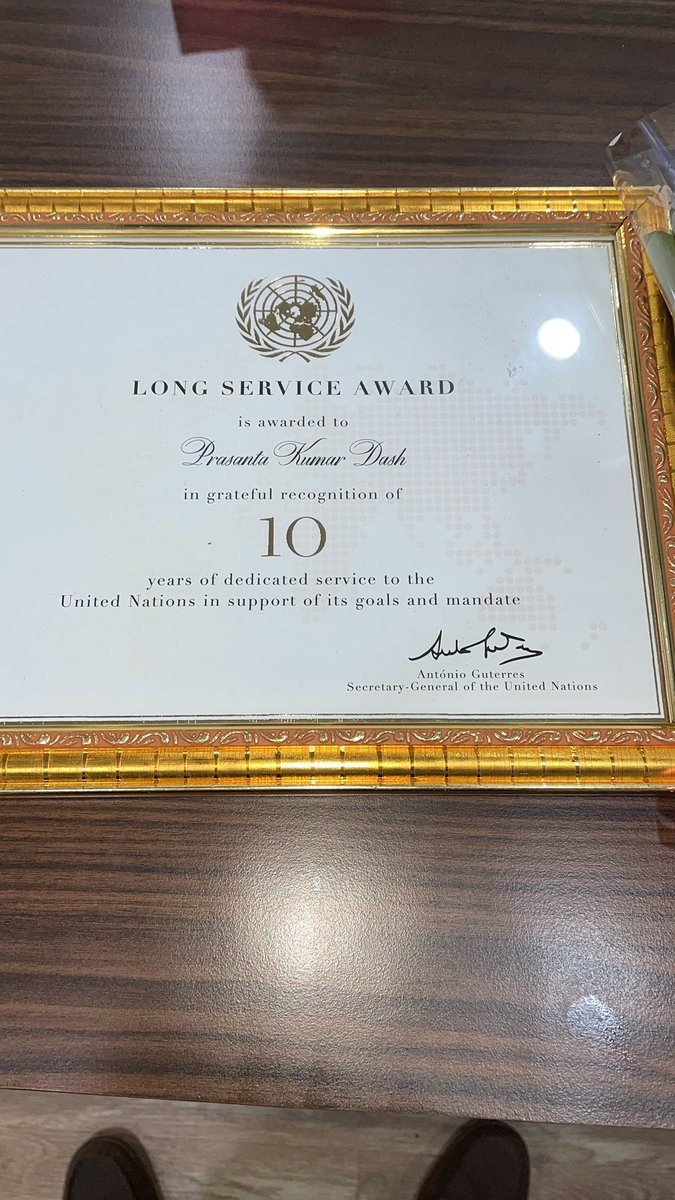 LONG SERVICE AWARD
is awarded to
Prasanta Kumar Dash
in grateful recognition of
10
years of dedicated service to the
United Nations in support of its goals and mandate
António Guterres
Secretary-General of the United Nations